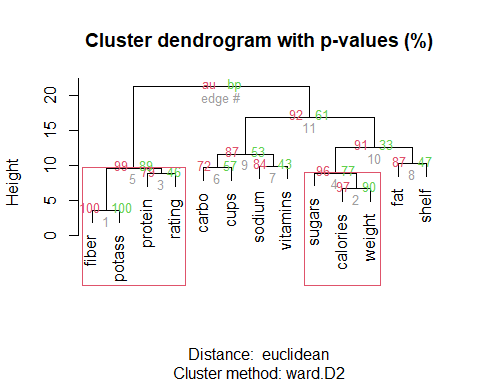 Cluster dendrogram with p-values (%)
Height
0 5 10 15 20
au bp
edge #
92 61
11
91 33
10
87 53
9
99 89
5
73 46
3
72 57
6
84 43
7
96 77
4
97 90
2
87 47
8
100 100
1
fiber
potass
protein
rating
carbo
cups
sodium
vitamins
sugars
calories
weight
fat
shelf
Distance: euclidean
Cluster method: ward.D2